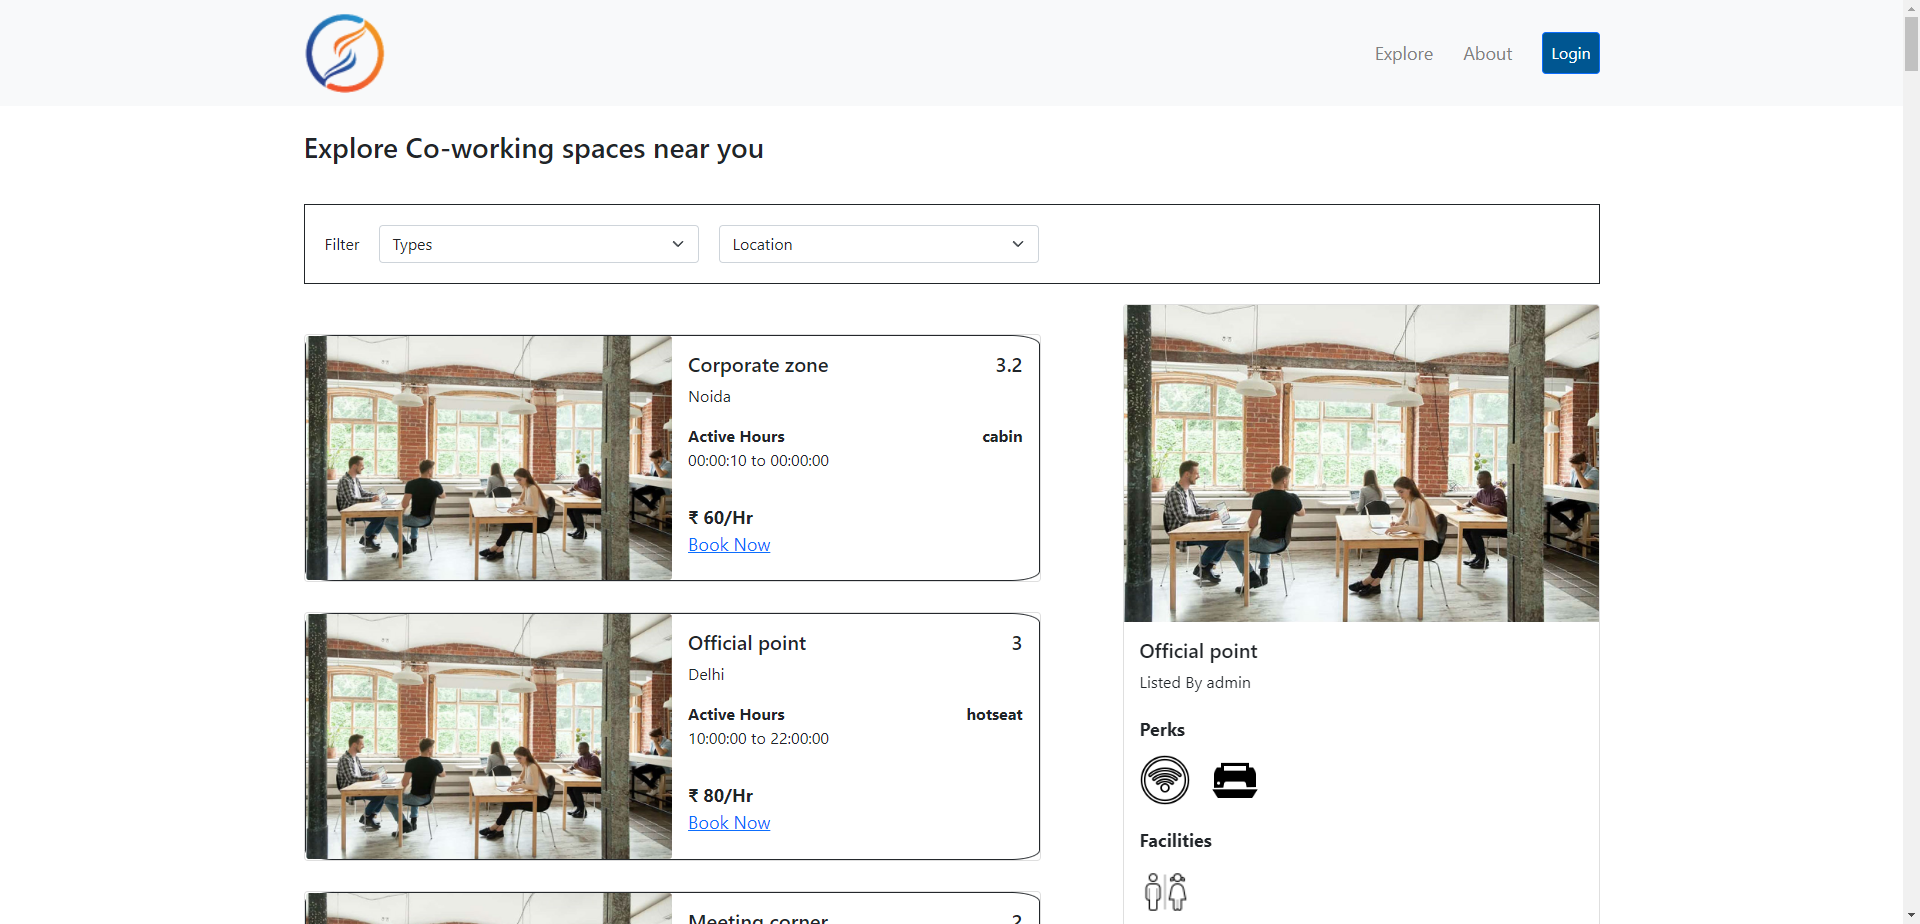 Explore
About
Login
Explore Co-working spaces near you
Filter
Types
Location
Corporate zone
3.2
Noida
Active Hours
cabin
00:00:10 to 00:00:00
₹ 60/Hr
Book Now
Official point
3
Delhi
Active Hours
hotseat
10:00:00 to 22:00:00
₹ 80/Hr
Book Now
Meeting corner
2
Official point
Listed By admin
Perks
Facilities